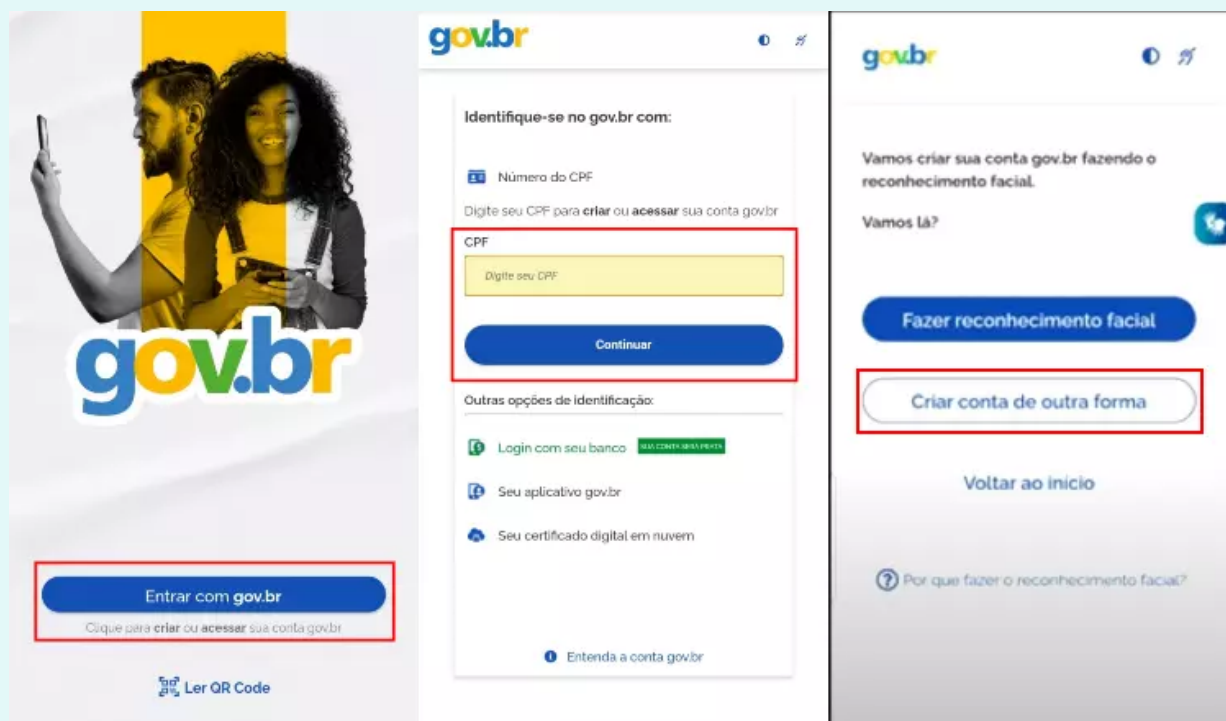 gov.br
Entrar com gov.br
Clique para criar ou acessar sua conta gov.br
Ler QR Code
gov.br
Identifique-se no gov.br com:
Número do CPF
Digite seu CPF para criar ou acessar sua conta gov.br
CPF
Digite seu CPF
Continuar
Outras opções de identificação:
Login com seu banco SUA CONTA SERÁ PRATA
Seu aplicativo gov.br
Seu certificado digital em nuvem
Entenda a conta gov.br
gov.br
Vamos criar sua conta gov.br fazendo o
reconhecimento facial.
Vamos lá?
Fazer reconhecimento facial
Criar conta de outra forma
Voltar ao início
Por que fazer o reconhecimento facial?